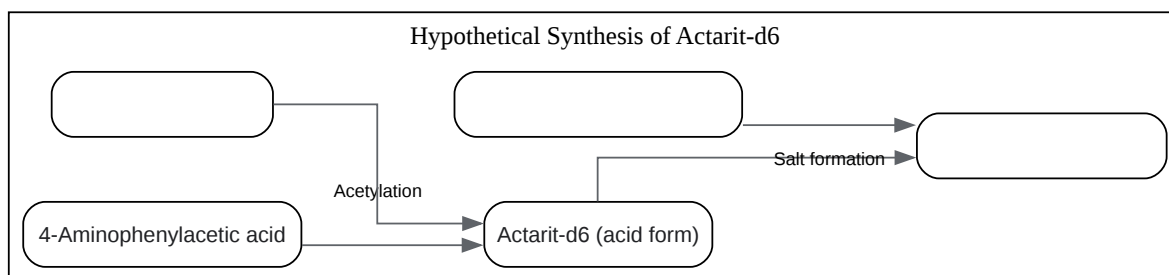 Hypothetical Synthesis of Actarit-d6
Salt formation
Acetylation
4-Aminophenylacetic acid
Actarit-d6 (acid form)